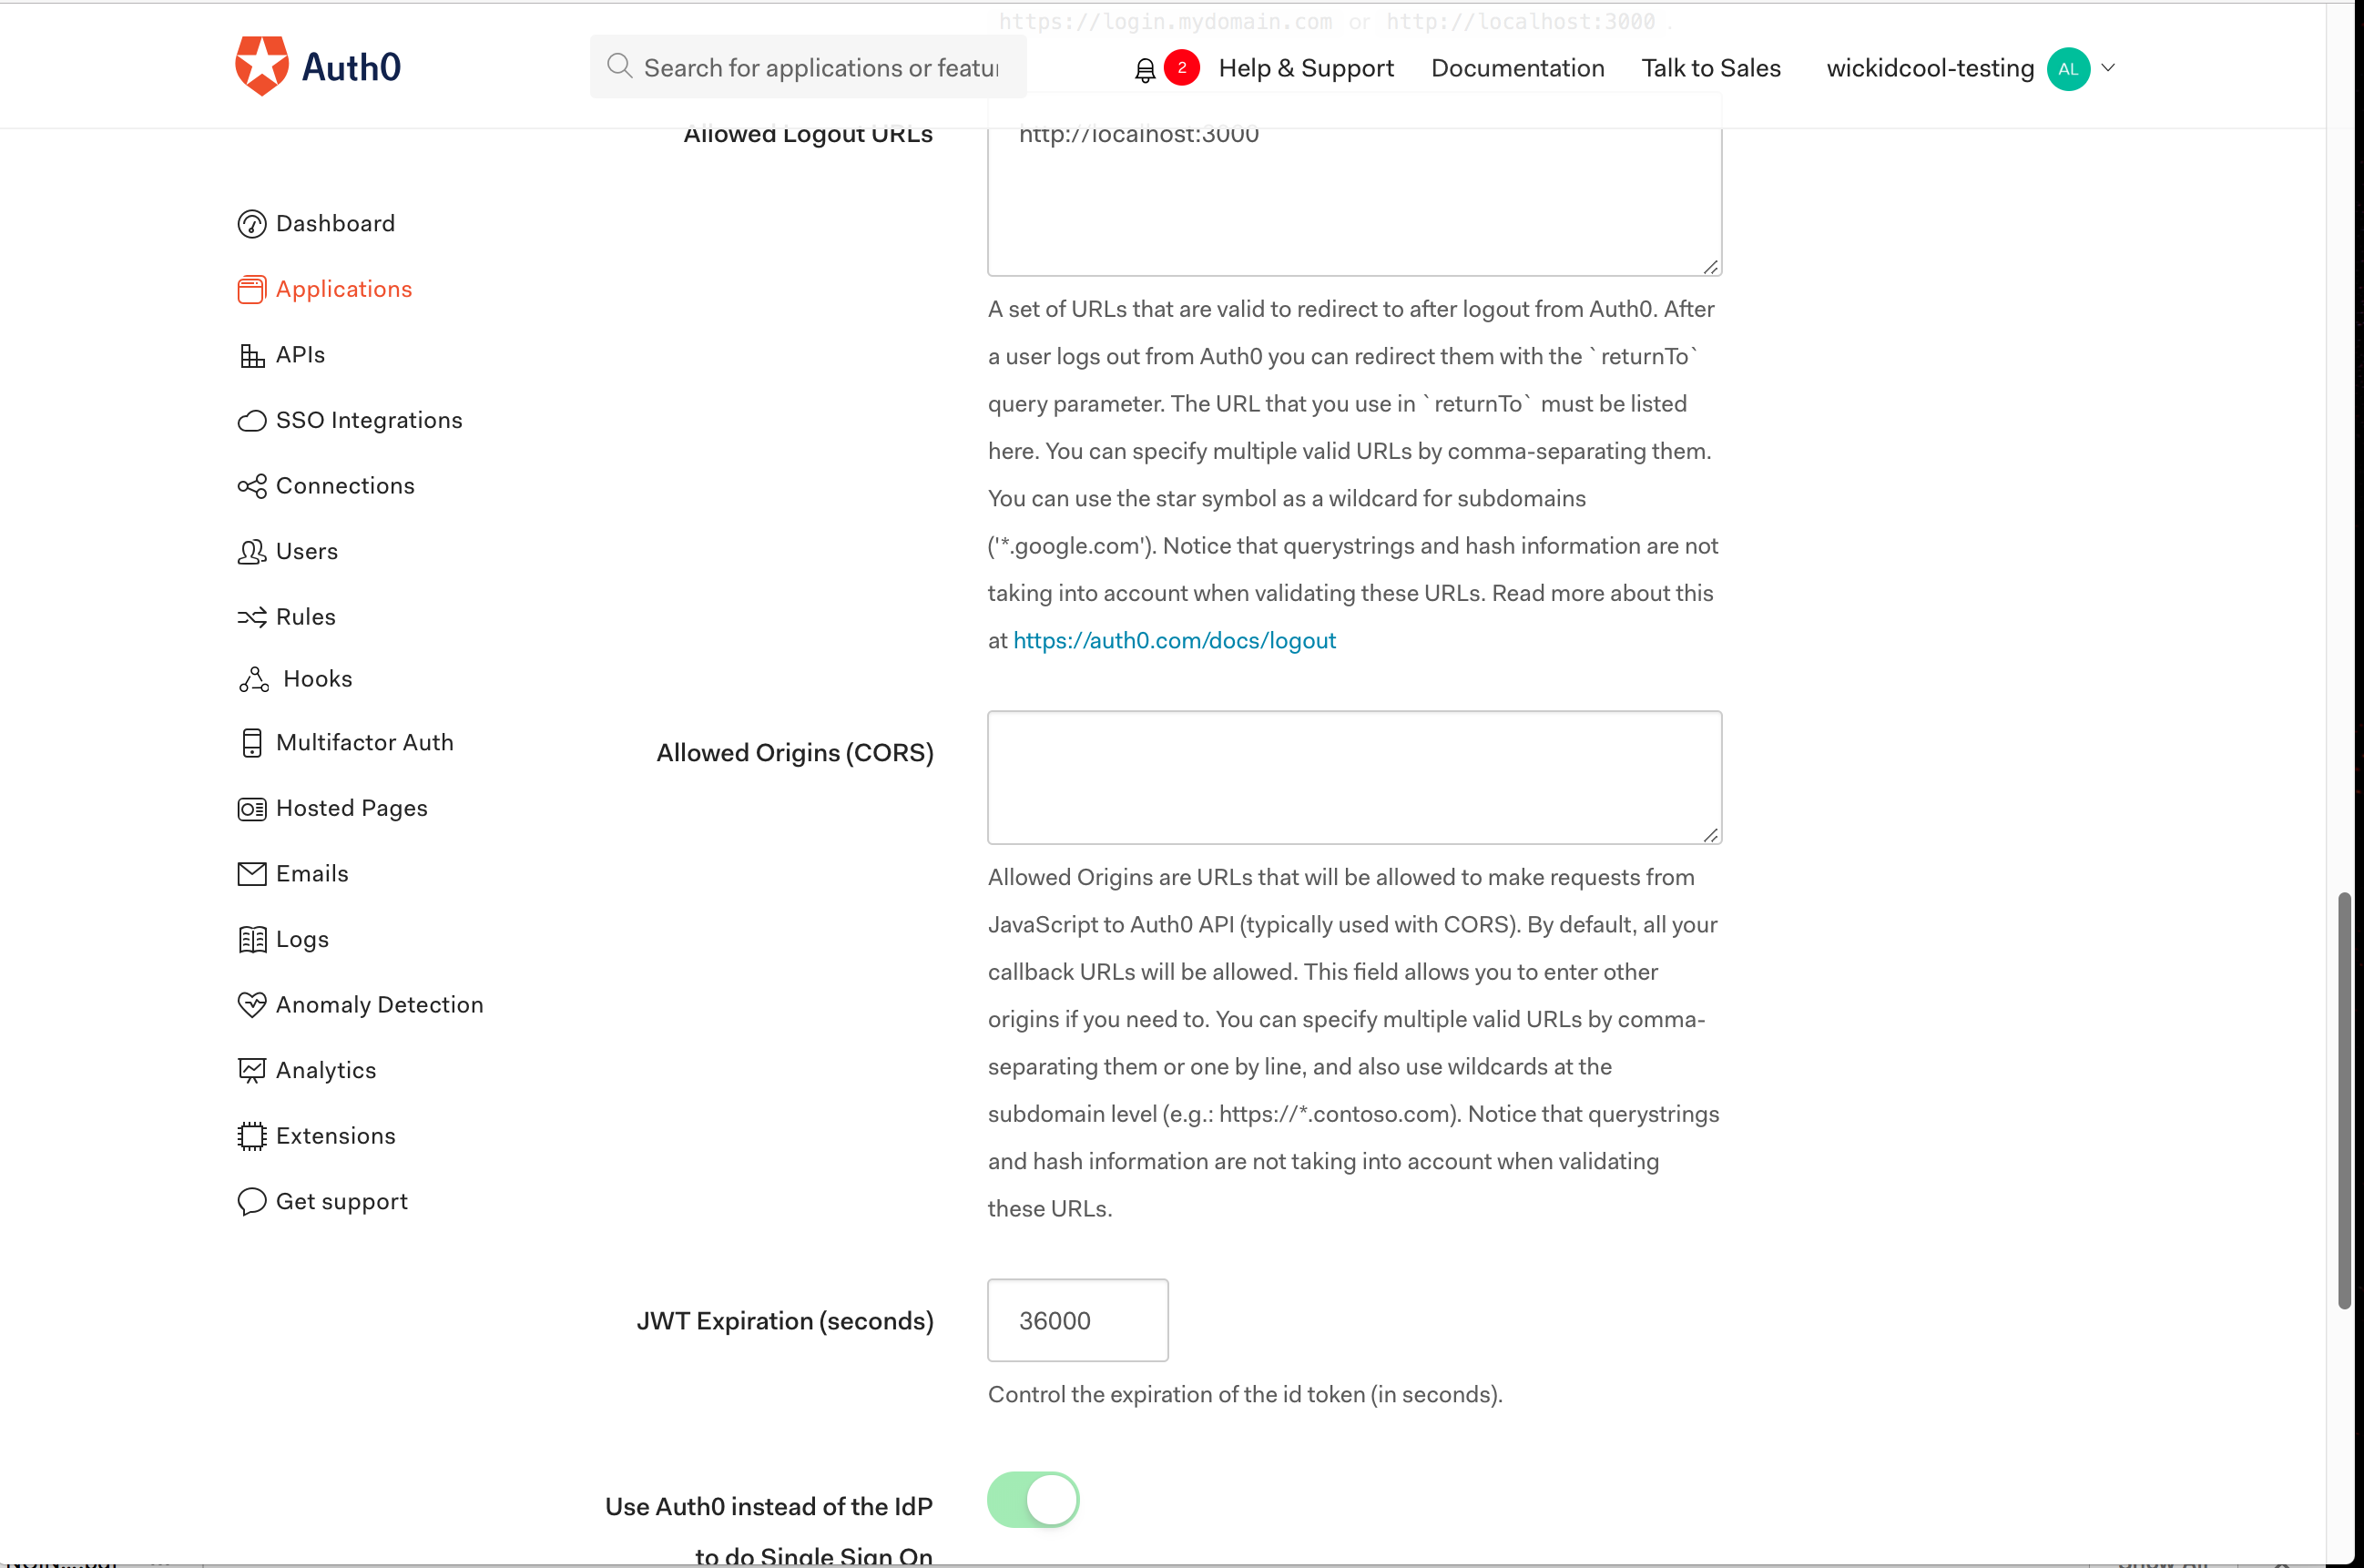 https://login.mydomain.com or http://localhost:3000 .
Auth0
Search for applications or featur
2
Help & Support
Documentation
Talk to Sales
wickidcool-testing
AL
Dashboard
Applications
APIs
SSO Integrations
Connections
Users
Rules
Hooks
Multifactor Auth
Hosted Pages
Emails
Logs
Anomaly Detection
Analytics
Extensions
Get support
Allowed Logout URLs
http://localhost:3000
A set of URLs that are valid to redirect to after logout from Auth0. After
a user logs out from Auth0 you can redirect them with the `returnTo`
query parameter. The URL that you use in `returnTo` must be listed
here. You can specify multiple valid URLs by comma-separating them.
You can use the star symbol as a wildcard for subdomains
('*.google.com'). Notice that querystrings and hash information are not
taking into account when validating these URLs. Read more about this
at https://auth0.com/docs/logout
Allowed Origins (CORS)
Allowed Origins are URLs that will be allowed to make requests from
JavaScript to Auth0 API (typically used with CORS). By default, all your
callback URLs will be allowed. This field allows you to enter other
origins if you need to. You can specify multiple valid URLs by comma-
separating them or one by line, and also use wildcards at the
subdomain level (e.g.: https://*.contoso.com). Notice that querystrings
and hash information are not taking into account when validating
these URLs.
JWT Expiration (seconds)
36000
Control the expiration of the id token (in seconds).
Use Auth0 instead of the IdP
to do Single Sign On
Show All